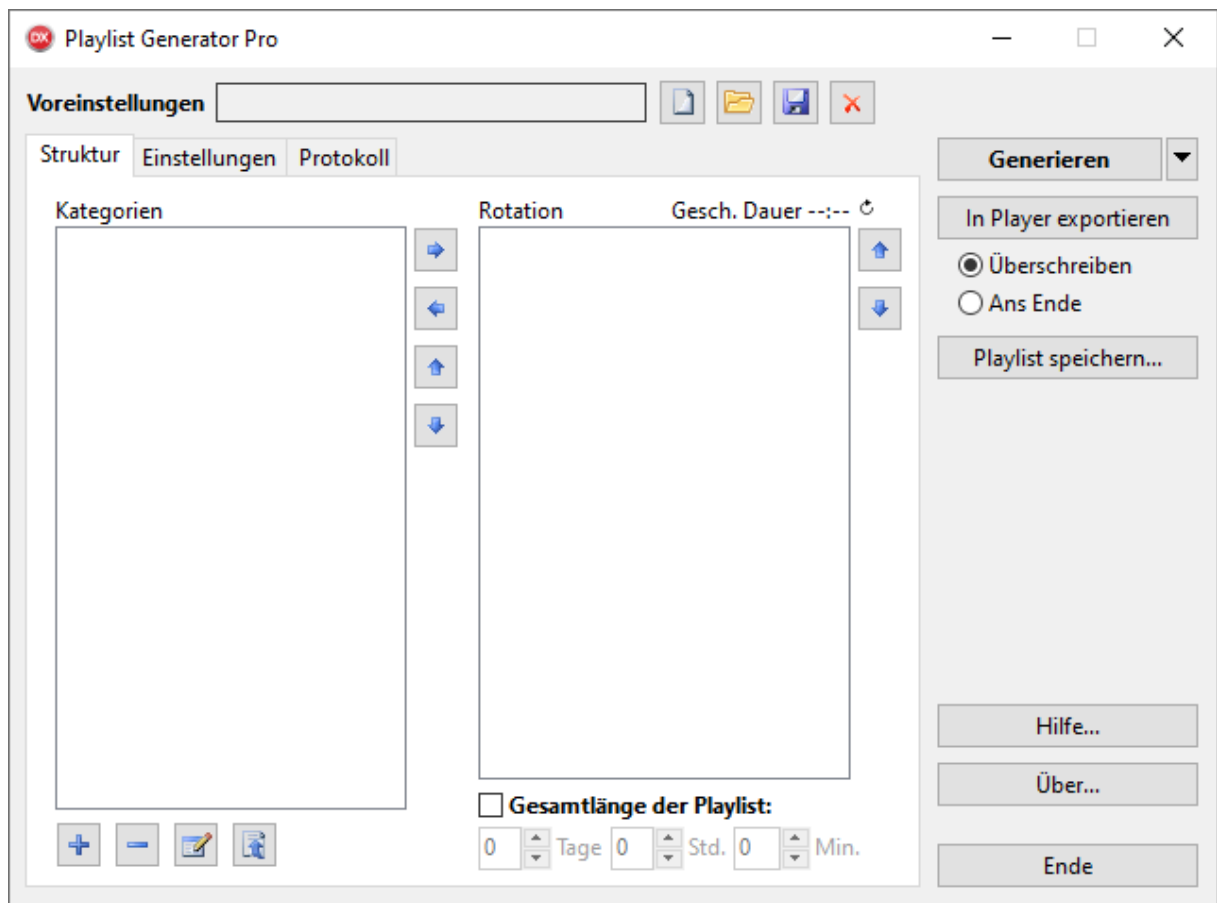 DX Playlist Generator Pro
Voreinstellungen
Struktur Einstellungen Protokoll
Kategorien
Rotation Gesch. Dauer --:--
Gesamtlänge der Playlist:
0 Tage 0 Std. 0 Min.
Generieren
In Player exportieren
Überschreiben
Ans Ende
Playlist speichern...
Hilfe...
Über...
Ende